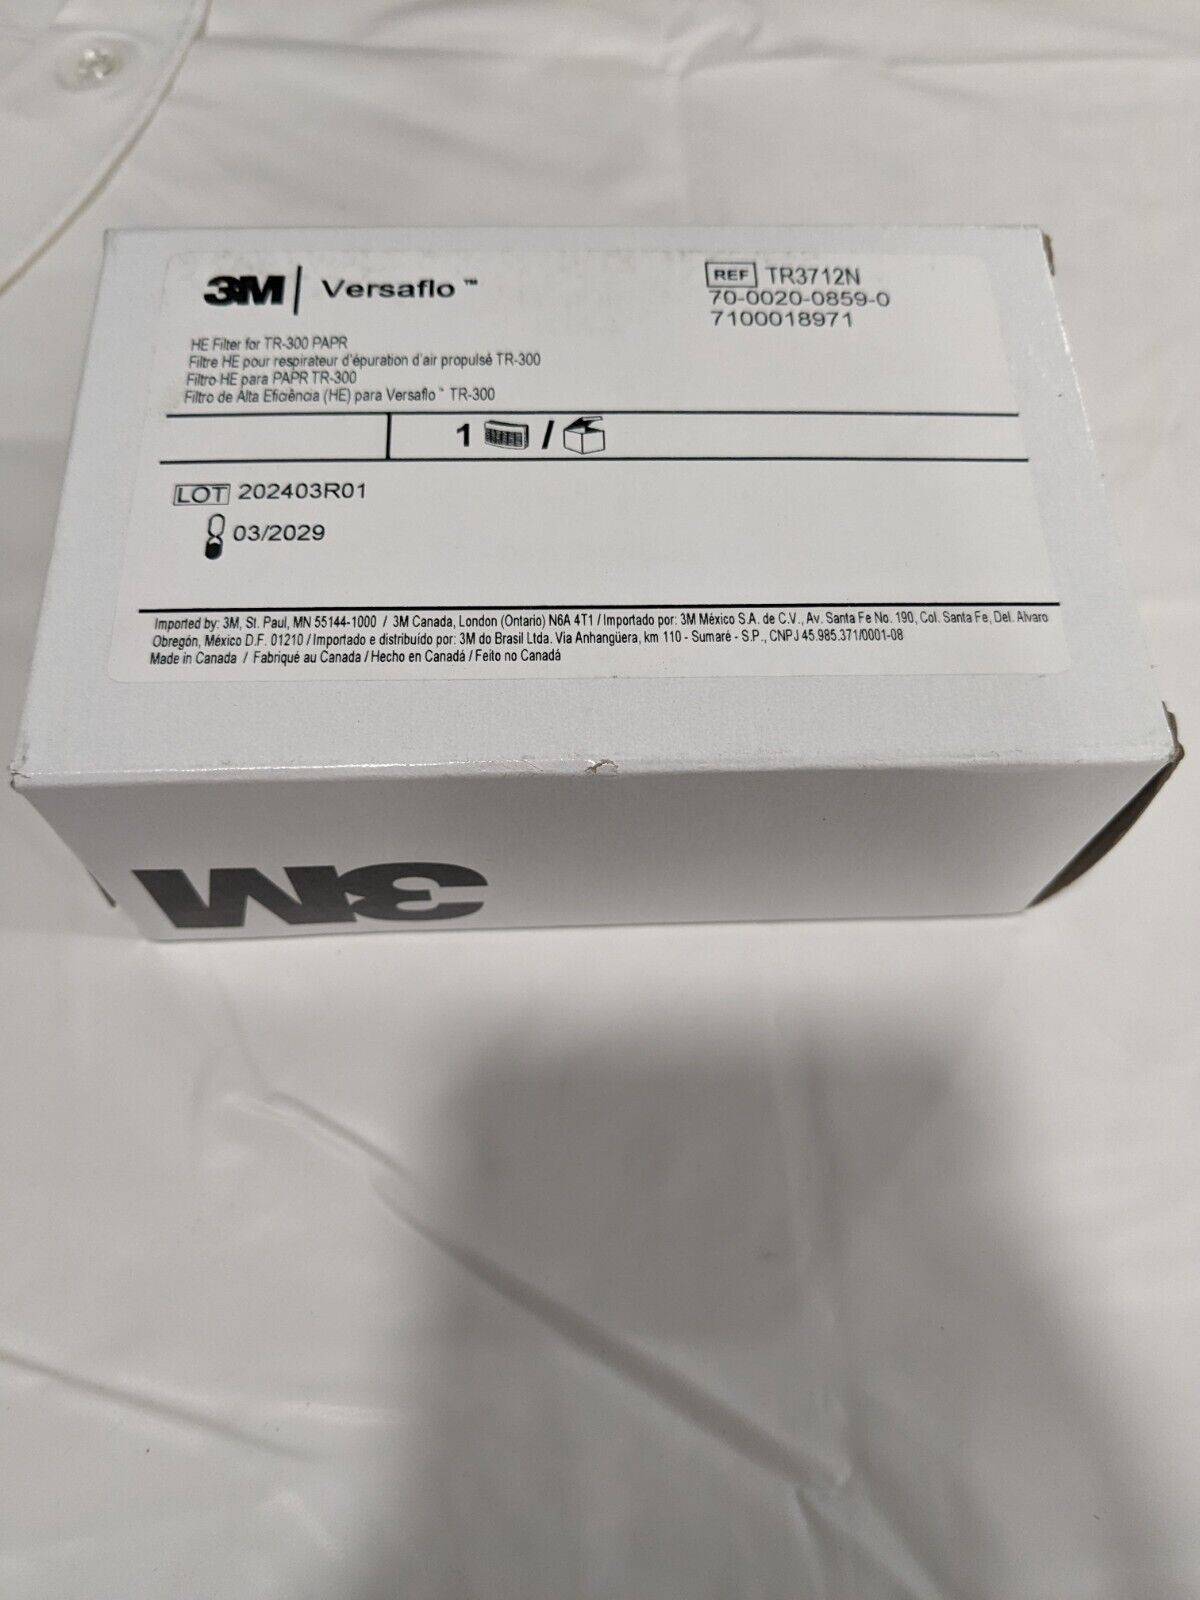 3M | Versaflo™
REF TR3712N
70-0020-0859-0
7100018971
HE Filter for TR-300 PAPR
Filtre HE pour respirateur d'épuration d'air propulsé TR-300
Filtro HE para PAPR TR-300
Filtro de Alta Eficiência (HE) para Versaflo™ TR-300
1 /
LOT 202403R01
03/2029
Imported by: 3M, St. Paul, MN 55144-1000 / 3M Canada, London (Ontario) N6A 4T1 / Importado por: 3M México S.A. de C.V., Av. Santa Fe No. 190, Col. Santa Fe, Del. Alvaro
Obregón, México D.F. 01210 / Importado e distribuído por: 3M do Brasil Ltda. Via Anhangüera, km 110 - Sumaré - S.P., CNPJ 45.985.371/0001-08
Made in Canada / Fabriqué au Canada / Hecho en Canadá / Feito no Canadá
3M